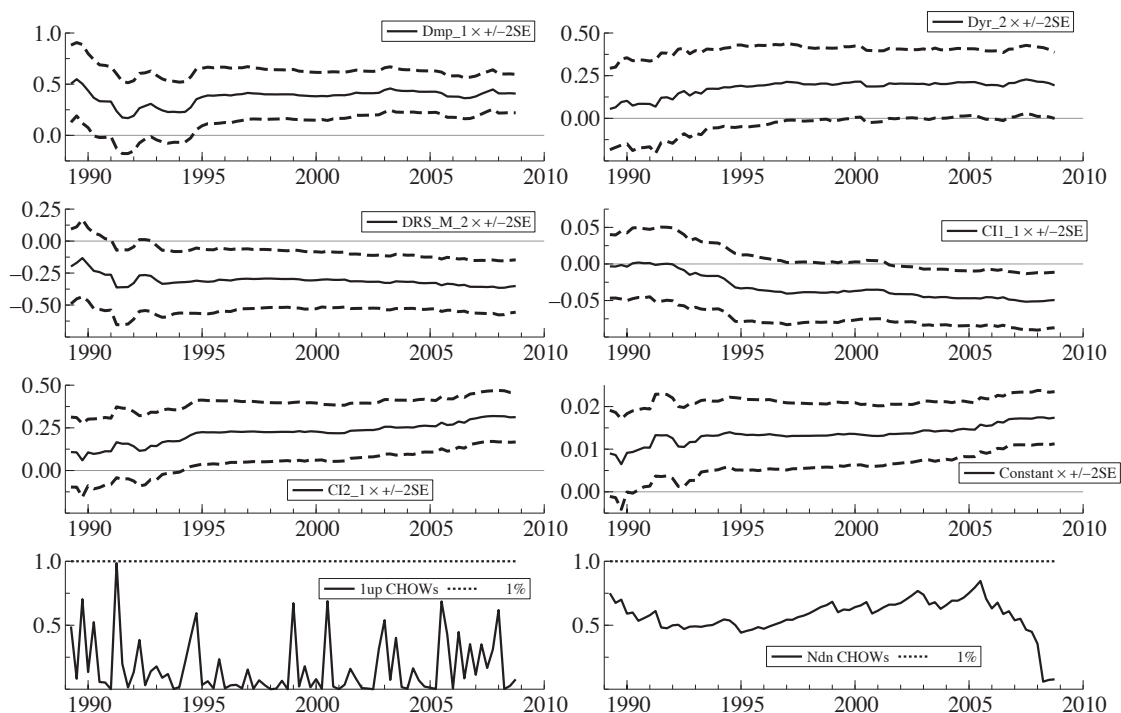 Dmp_1 × +/−2SE
1.0
0.5
0.0
1990 1995 2000 2005 2010
Dyr_2 × +/−2SE
0.50
0.25
0.00
1990 1995 2000 2005 2010
DRS_M_2 × +/−2SE
0.25
0.00
−0.25
−0.50
1990 1995 2000 2005 2010
CI1_1 × +/−2SE
0.05
0.00
−0.05
1990 1995 2000 2005 2010
0.50
0.25
0.00
CI2_1 × +/−2SE
1990 1995 2000 2005 2010
0.02
0.01
0.00
Constant × +/−2SE
1990 1995 2000 2005 2010
1.0
0.5
1up CHOWs 1%
1990 1995 2000 2005 2010
1.0
0.5
Ndn CHOWs 1%
1990 1995 2000 2005 2010